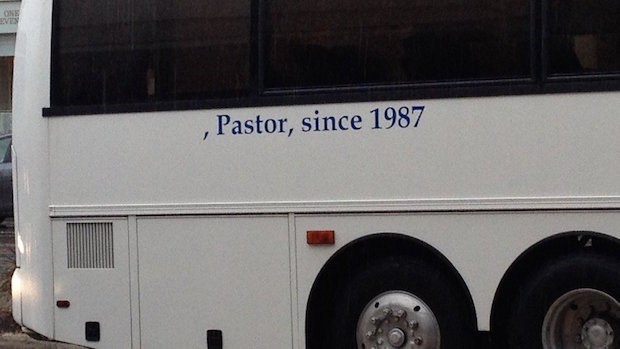 , Pastor, since 1987